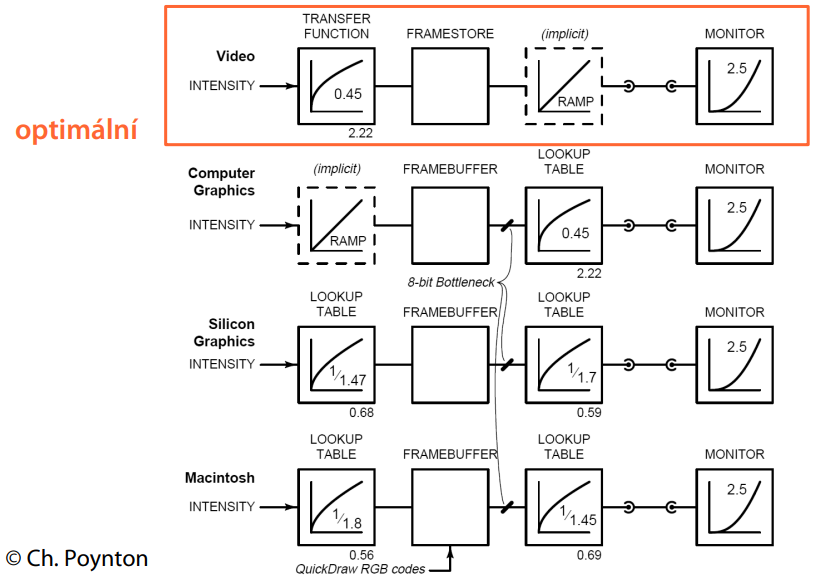 TRANSFER
FUNCTION
FRAMESTORE
(implicit)
MONITOR
Video
INTENSITY
0.45
RAMP
2.5
2.22
optimální
Computer
Graphics
(implicit)
FRAMEBUFFER
LOOKUP
TABLE
MONITOR
INTENSITY
RAMP
0.45
2.5
2.22
8-bit Bottleneck
Silicon
Graphics
LOOKUP
TABLE
FRAMEBUFFER
LOOKUP
TABLE
MONITOR
INTENSITY
1/1.47
1/1.7
2.5
0.68
0.59
Macintosh
LOOKUP
TABLE
FRAMEBUFFER
LOOKUP
TABLE
MONITOR
INTENSITY
1/1.8
1/1.45
2.5
0.56
0.69
QuickDraw RGB codes
© Ch. Poynton